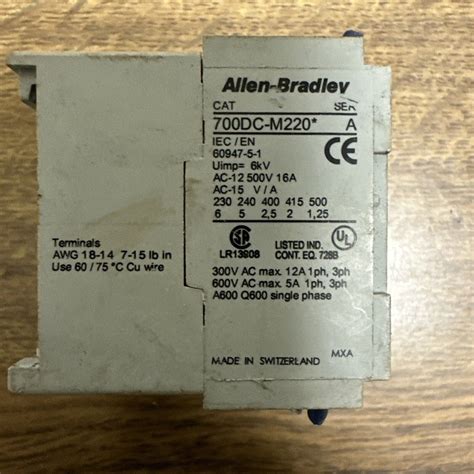 Allen-Bradley
CAT SER
700DC-M220* A
IEC / EN
60947-5-1
Uimp= 6kV
AC-12 500V 16A
AC-15 V / A
230 240 400 415 500
6 5 2,5 2 1,25
CE
Terminals
AWG 18-14 7-15 lb in
Use 60 / 75 °C Cu wire
LR13908
LISTED IND.
CONT. EQ. 728B
UL
300V AC max. 12A 1ph, 3ph
600V AC max. 5A 1ph, 3ph
A600 Q600 single phase
MADE IN SWITZERLAND MXA